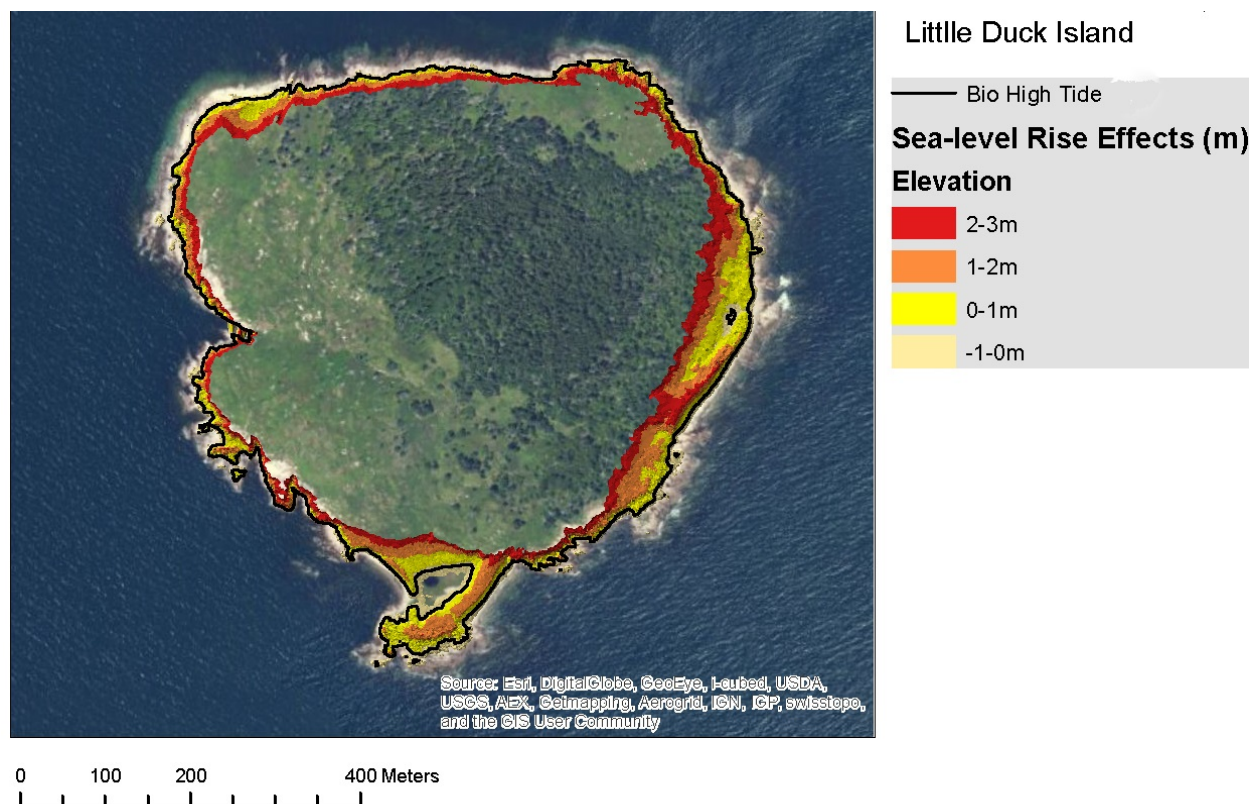 Littlle Duck Island
Bio High Tide
Sea-level Rise Effects (m)
Elevation
2-3m
1-2m
0-1m
-1-0m
Source: Esri, DigitalGlobe, GeoEye, i-cubed, USDA,
USGS, AEX, Getmapping, Aerogrid, IGN, IGP, swisstopo,
and the GIS User Community
0 100 200 400 Meters